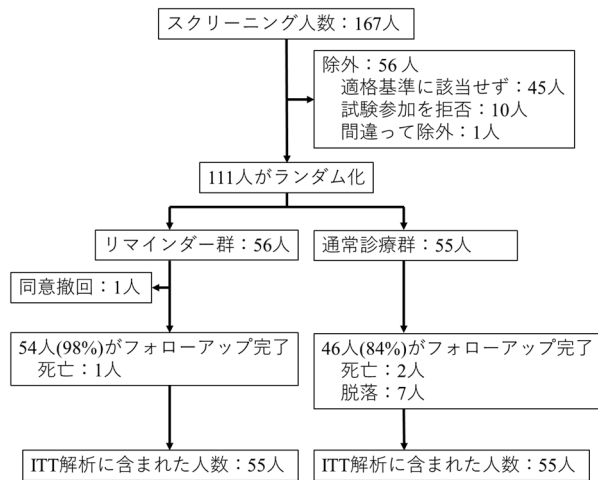 スクリーニング人数：167人
除外：56 人
適格基準に該当せず：45人
試験参加を拒否：10人
間違って除外：1人
111人がランダム化
リマインダー群：56人
通常診療群：55人
同意撤回：1人
54人(98%)がフォローアップ完了
死亡：1人
46人(84%)がフォローアップ完了
死亡：2人
脱落：7人
ITT解析に含まれた人数：55人
ITT解析に含まれた人数：55人